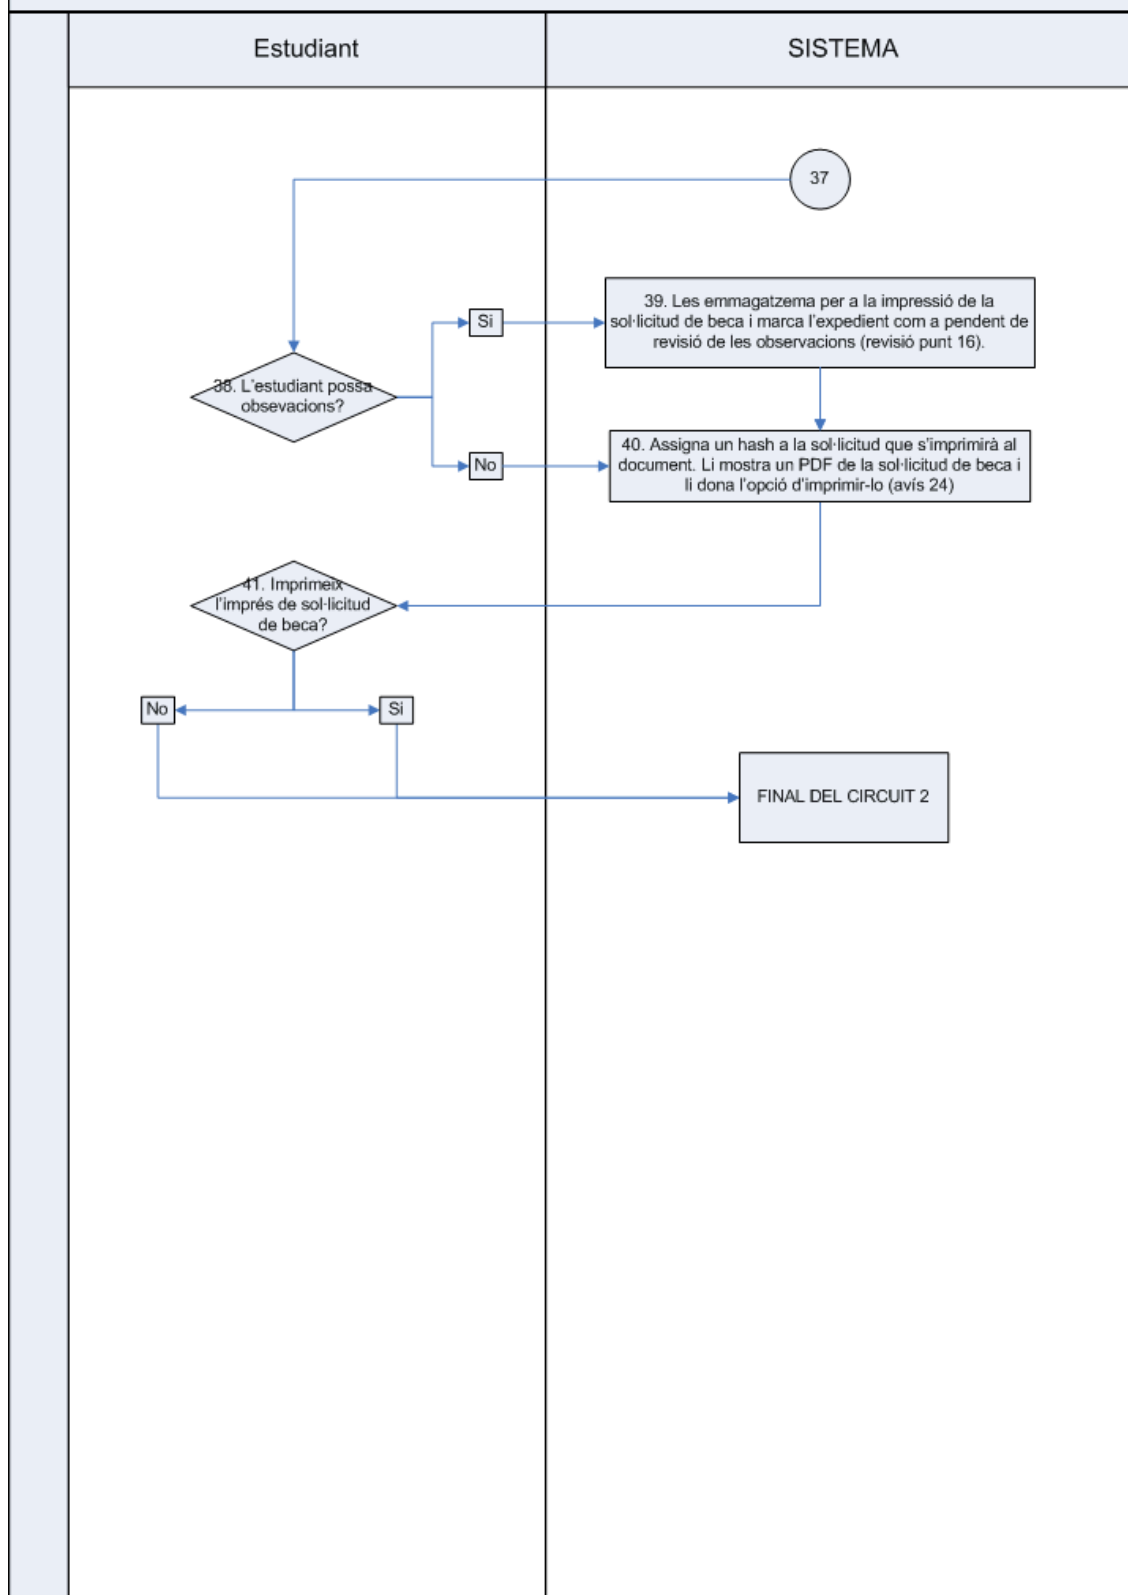 Estudiant
SISTEMA
37
39. Les emmagatzema per a la impressió de la
sol·licitud de beca i marca l'expedient com a pendent de
revisió de les observacions (revisió punt 16).
Si
38. L'estudiant possa
obsevacions?
No
40. Assigna un hash a la sol·licitud que s'imprimirà al
document. Li mostra un PDF de la sol·licitud de beca i
li dona l'opció d'imprimir-lo (avís 24)
41. Imprimeix
l'imprés de sol·licitud
de beca?
No
Si
FINAL DEL CIRCUIT 2